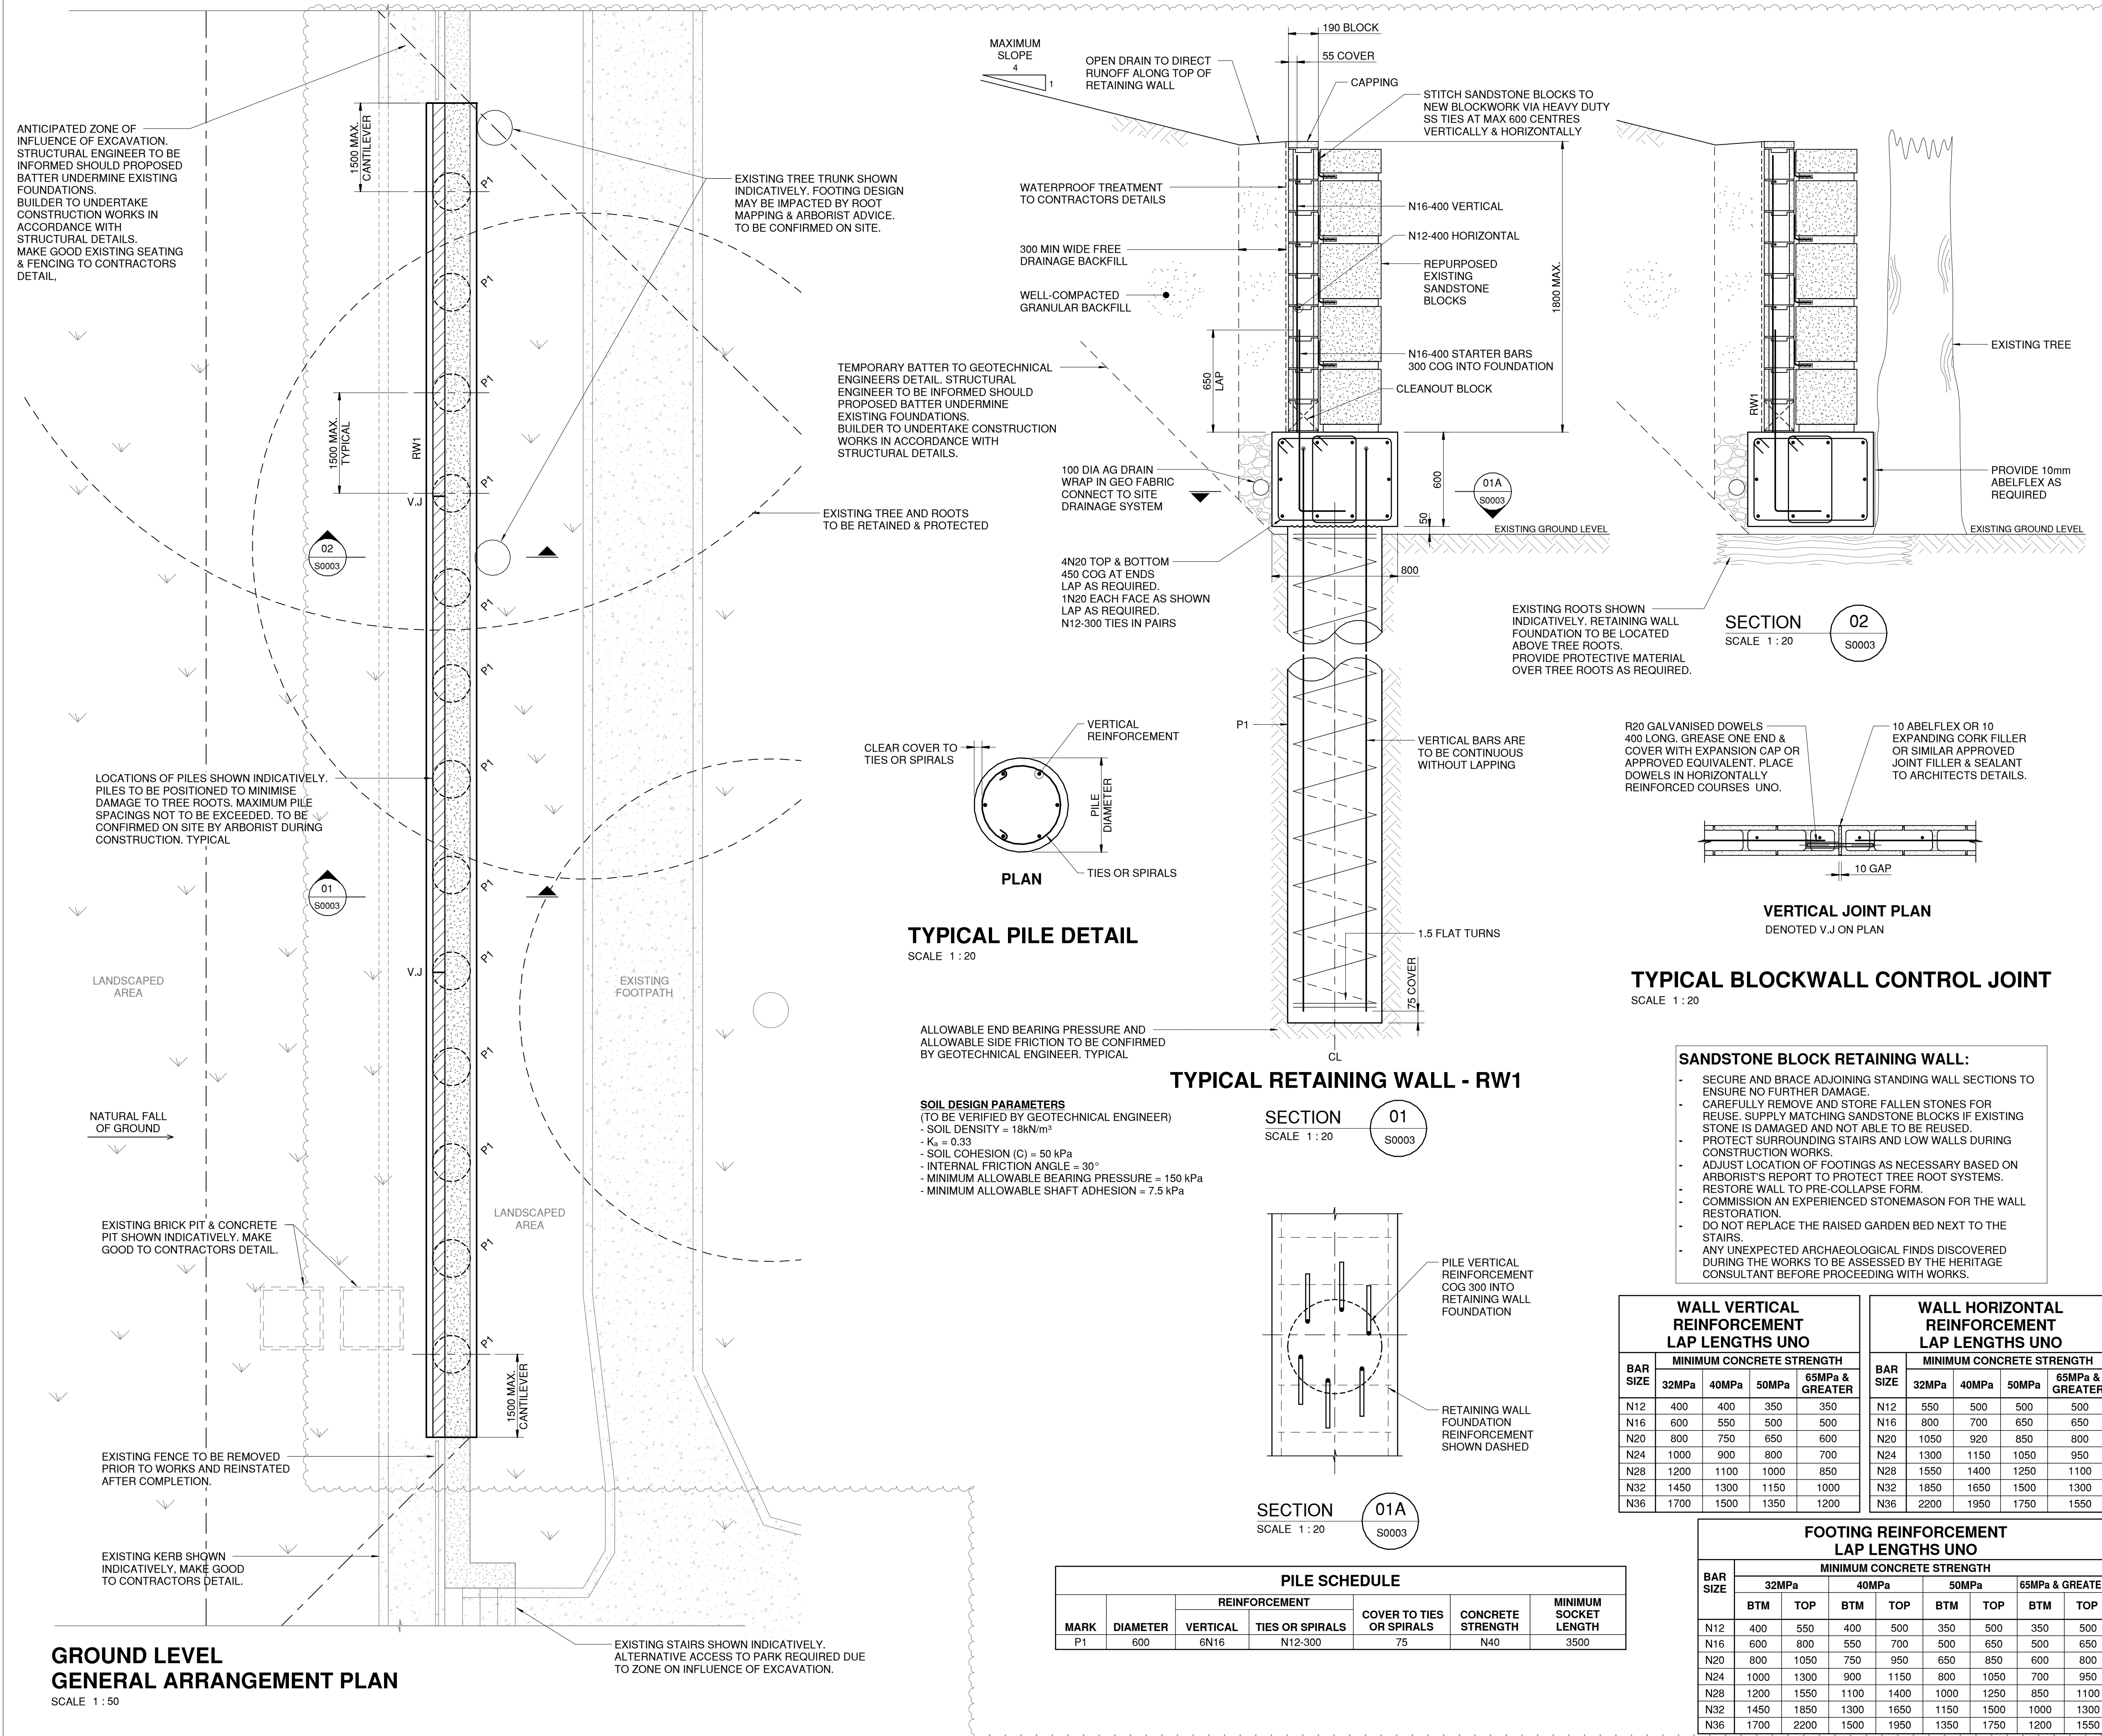 ANTICIPATED ZONE OF
INFLUENCE OF EXCAVATION.
STRUCTURAL ENGINEER TO BE
INFORMED SHOULD PROPOSED
BATTER UNDERMINE EXISTING
FOUNDATIONS.
BUILDER TO UNDERTAKE
CONSTRUCTION WORKS IN
ACCORDANCE WITH
STRUCTURAL DETAILS.
MAKE GOOD EXISTING SEATING
& FENCING TO CONTRACTORS
DETAIL,
1500 MAX.
CANTILEVER
P1
EXISTING TREE TRUNK SHOWN
INDICATIVELY. FOOTING DESIGN
MAY BE IMPACTED BY ROOT
MAPPING & ARBORIST ADVICE.
TO BE CONFIRMED ON SITE.
P1
P1
1500 MAX.
TYPICAL
RW1
P1
V.J
EXISTING TREE AND ROOTS
TO BE RETAINED & PROTECTED
02
S0003
P1
P1
LOCATIONS OF PILES SHOWN INDICATIVELY.
PILES TO BE POSITIONED TO MINIMISE
DAMAGE TO TREE ROOTS. MAXIMUM PILE
SPACINGS NOT TO BE EXCEEDED. TO BE
CONFIRMED ON SITE BY ARBORIST DURING
CONSTRUCTION. TYPICAL
P1
01
S0003
P1
V.J
P1
LANDSCAPED
AREA
EXISTING
FOOTPATH
P1
NATURAL FALL
OF GROUND
P1
LANDSCAPED
AREA
EXISTING BRICK PIT & CONCRETE
PIT SHOWN INDICATIVELY. MAKE
GOOD TO CONTRACTORS DETAIL.
P1
P1
1500 MAX.
CANTILEVER
EXISTING FENCE TO BE REMOVED
PRIOR TO WORKS AND REINSTATED
AFTER COMPLETION.
EXISTING KERB SHOWN
INDICATIVELY, MAKE GOOD
TO CONTRACTORS DETAIL.
EXISTING STAIRS SHOWN INDICATIVELY.
ALTERNATIVE ACCESS TO PARK REQUIRED DUE
TO ZONE ON INFLUENCE OF EXCAVATION.
GROUND LEVEL
GENERAL ARRANGEMENT PLAN
SCALE 1 : 50
MAXIMUM
SLOPE
4
1
OPEN DRAIN TO DIRECT
RUNOFF ALONG TOP OF
RETAINING WALL
190 BLOCK
55 COVER
CAPPING
STITCH SANDSTONE BLOCKS TO
NEW BLOCKWORK VIA HEAVY DUTY
SS TIES AT MAX 600 CENTRES
VERTICALLY & HORIZONTALLY
WATERPROOF TREATMENT
TO CONTRACTORS DETAILS
N16-400 VERTICAL
N12-400 HORIZONTAL
300 MIN WIDE FREE
DRAINAGE BACKFILL
REPURPOSED
EXISTING
SANDSTONE
BLOCKS
WELL-COMPACTED
GRANULAR BACKFILL
1800 MAX.
N16-400 STARTER BARS
300 COG INTO FOUNDATION
650
LAP
CLEANOUT BLOCK
TEMPORARY BATTER TO GEOTECHNICAL
ENGINEERS DETAIL. STRUCTURAL
ENGINEER TO BE INFORMED SHOULD
PROPOSED BATTER UNDERMINE
EXISTING FOUNDATIONS.
BUILDER TO UNDERTAKE CONSTRUCTION
WORKS IN ACCORDANCE WITH
STRUCTURAL DETAILS.
100 DIA AG DRAIN
WRAP IN GEO FABRIC
CONNECT TO SITE
DRAINAGE SYSTEM
600
50
01A
S0003
EXISTING GROUND LEVEL
800
4N20 TOP & BOTTOM
450 COG AT ENDS
LAP AS REQUIRED.
1N20 EACH FACE AS SHOWN
LAP AS REQUIRED.
N12-300 TIES IN PAIRS
P1
VERTICAL BARS ARE
TO BE CONTINUOUS
WITHOUT LAPPING
1.5 FLAT TURNS
75 COVER
ALLOWABLE END BEARING PRESSURE AND
ALLOWABLE SIDE FRICTION TO BE CONFIRMED
BY GEOTECHNICAL ENGINEER. TYPICAL
CL
TYPICAL RETAINING WALL - RW1
SECTION
SCALE 1 : 20
01
S0003
EXISTING TREE
RW1
PROVIDE 10mm
ABELFLEX AS
REQUIRED
EXISTING GROUND LEVEL
EXISTING ROOTS SHOWN
INDICATIVELY. RETAINING WALL
FOUNDATION TO BE LOCATED
ABOVE TREE ROOTS.
PROVIDE PROTECTIVE MATERIAL
OVER TREE ROOTS AS REQUIRED.
SECTION
SCALE 1 : 20
02
S0003
CLEAR COVER TO
TIES OR SPIRALS
VERTICAL
REINFORCEMENT
PILE
DIAMETER
TIES OR SPIRALS
PLAN
TYPICAL PILE DETAIL
SCALE 1 : 20
R20 GALVANISED DOWELS
400 LONG. GREASE ONE END &
COVER WITH EXPANSION CAP OR
APPROVED EQUIVALENT. PLACE
DOWELS IN HORIZONTALLY
REINFORCED COURSES UNO.
10 ABELFLEX OR 10
EXPANDING CORK FILLER
OR SIMILAR APPROVED
JOINT FILLER & SEALANT
TO ARCHITECTS DETAILS.
10 GAP
VERTICAL JOINT PLAN
DENOTED V.J ON PLAN
TYPICAL BLOCKWALL CONTROL JOINT
SCALE 1 : 20
SOIL DESIGN PARAMETERS
(TO BE VERIFIED BY GEOTECHNICAL ENGINEER)
- SOIL DENSITY = 18kN/m³
- Kₐ = 0.33
- SOIL COHESION (C) = 50 kPa
- INTERNAL FRICTION ANGLE = 30°
- MINIMUM ALLOWABLE BEARING PRESSURE = 150 kPa
- MINIMUM ALLOWABLE SHAFT ADHESION = 7.5 kPa
SANDSTONE BLOCK RETAINING WALL:
- SECURE AND BRACE ADJOINING STANDING WALL SECTIONS TO
ENSURE NO FURTHER DAMAGE.
- CAREFULLY REMOVE AND STORE FALLEN STONES FOR
REUSE. SUPPLY MATCHING SANDSTONE BLOCKS IF EXISTING
STONE IS DAMAGED AND NOT ABLE TO BE REUSED.
- PROTECT SURROUNDING STAIRS AND LOW WALLS DURING
CONSTRUCTION WORKS.
- ADJUST LOCATION OF FOOTINGS AS NECESSARY BASED ON
ARBORIST'S REPORT TO PROTECT TREE ROOT SYSTEMS.
- RESTORE WALL TO PRE-COLLAPSE FORM.
- COMMISSION AN EXPERIENCED STONEMASON FOR THE WALL
RESTORATION.
- DO NOT REPLACE THE RAISED GARDEN BED NEXT TO THE
STAIRS.
- ANY UNEXPECTED ARCHAEOLOGICAL FINDS DISCOVERED
DURING THE WORKS TO BE ASSESSED BY THE HERITAGE
CONSULTANT BEFORE PROCEEDING WITH WORKS.
PILE VERTICAL
REINFORCEMENT
COG 300 INTO
RETAINING WALL
FOUNDATION
RETAINING WALL
FOUNDATION
REINFORCEMENT
SHOWN DASHED
SECTION
SCALE 1 : 20
01A
S0003
WALL VERTICAL
REINFORCEMENT
LAP LENGTHS UNO
BAR SIZE MINIMUM CONCRETE STRENGTH
32MPa 40MPa 50MPa 65MPa & GREATER
N12 400 400 350 350
N16 600 550 500 500
N20 800 750 650 600
N24 1000 900 800 700
N28 1200 1100 1000 850
N32 1450 1300 1150 1000
N36 1700 1500 1350 1200
WALL HORIZONTAL
REINFORCEMENT
LAP LENGTHS UNO
BAR SIZE MINIMUM CONCRETE STRENGTH
32MPa 40MPa 50MPa 65MPa & GREATER
N12 550 500 500 500
N16 800 700 650 650
N20 1050 920 850 800
N24 1300 1150 1050 950
N28 1550 1400 1250 1100
N32 1850 1650 1500 1300
N36 2200 1950 1750 1550
PILE SCHEDULE
MARK DIAMETER REINFORCEMENT COVER TO TIES OR SPIRALS CONCRETE STRENGTH MINIMUM SOCKET LENGTH
VERTICAL TIES OR SPIRALS
P1 600 6N16 N12-300 75 N40 3500
FOOTING REINFORCEMENT
LAP LENGTHS UNO
BAR SIZE MINIMUM CONCRETE STRENGTH
32MPa 40MPa 50MPa 65MPa & GREATE
BTM TOP BTM TOP BTM TOP BTM TOP
N12 400 550 400 500 350 500 350 500
N16 600 800 550 700 500 650 500 650
N20 800 1050 750 950 650 850 600 800
N24 1000 1300 900 1150 800 1050 700 950
N28 1200 1550 1100 1400 1000 1250 850 1100
N32 1450 1850 1300 1650 1150 1500 1000 1300
N36 1700 2200 1500 1950 1350 1750 1200 1550